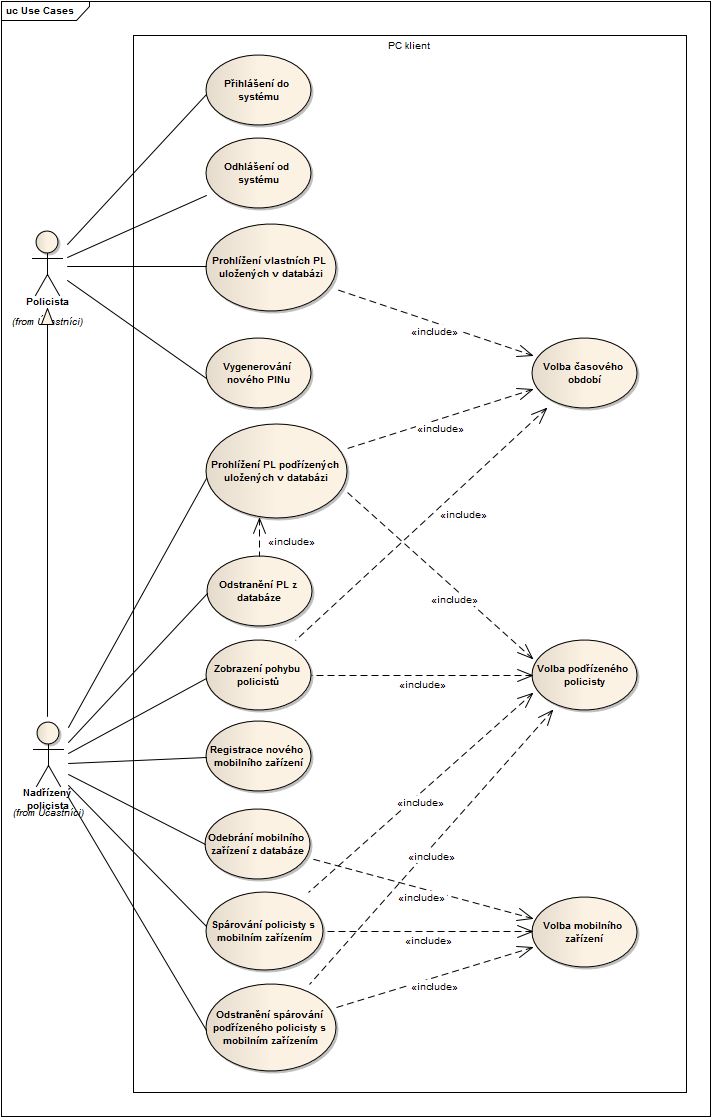 uc Use Cases
PC klient
Přihlášení do
systému
Odhlášení od
systému
Prohlížení vlastních PL
uložených v databázi
Policista
(from Účastníci)
«include»
Vygenerování
nového PINu
Volba časového
období
«include»
Prohlížení PL podřízených
uložených v databázi
«include»
«include»
Odstranění PL z
databáze
«include»
Zobrazení pohybu
policistů
Volba podřízeného
policisty
«include»
Registrace nového
mobilního zařízení
Nadřízený
policista
(from Účastníci)
«include»
Odebrání mobilního
zařízení z databáze
«include»
«include»
Spárování policisty s
mobilním zařízením
Volba mobilního
zařízení
«include»
«include»
Odstranění spárování
podřízeného policisty s
mobilním zařízením